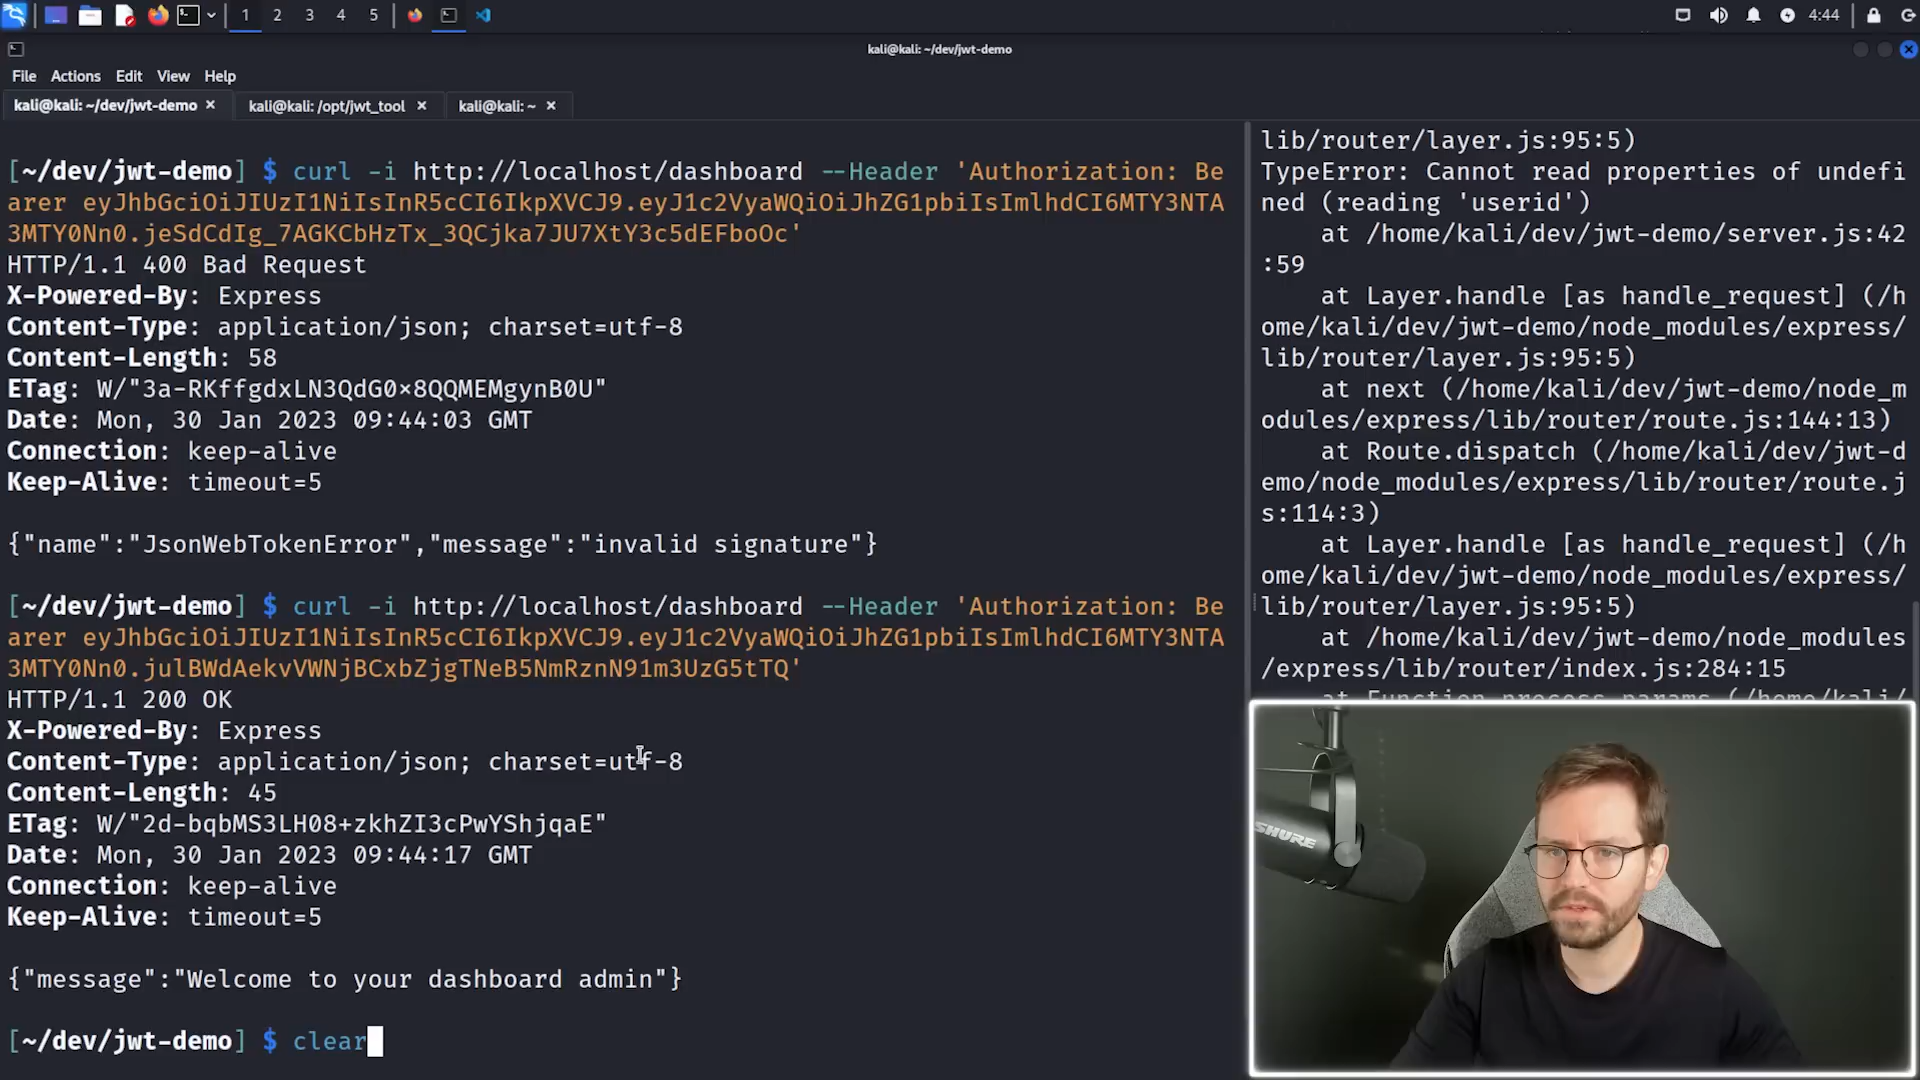 1 2 3 4 5
4:44
kali@kali: ~/dev/jwt-demo
File Actions Edit View Help
kali@kali: ~/dev/jwt-demo × kali@kali: /opt/jwt_tool × kali@kali: ~ ×
[~/dev/jwt-demo] $ curl -i http://localhost/dashboard --Header 'Authorization: Be
arer eyJhbGciOiJIUzI1NiIsInR5cCI6IkpXVCJ9.eyJ1c2VyaWQiOiJhZG1pbiIsImlhdCI6MTY3NTA
3MTY0Nn0.jeSdCdIg_7AGKCbHzTx_3QCjka7JU7XtY3c5dEFboOc'
HTTP/1.1 400 Bad Request
X-Powered-By: Express
Content-Type: application/json; charset=utf-8
Content-Length: 58
ETag: W/"3a-RKffgdxLN3QdG0×8QQMEMgynB0U"
Date: Mon, 30 Jan 2023 09:44:03 GMT
Connection: keep-alive
Keep-Alive: timeout=5
{"name":"JsonWebTokenError","message":"invalid signature"}
[~/dev/jwt-demo] $ curl -i http://localhost/dashboard --Header 'Authorization: Be
arer eyJhbGciOiJIUzI1NiIsInR5cCI6IkpXVCJ9.eyJ1c2VyaWQiOiJhZG1pbiIsImlhdCI6MTY3NTA
3MTY0Nn0.julBWdAekvVWNjBCxbZjgTNeB5NmRznN91m3UzG5tTQ'
HTTP/1.1 200 OK
X-Powered-By: Express
Content-Type: application/json; charset=utf-8
Content-Length: 45
ETag: W/"2d-bqbMS3LH08+zkhZI3cPwYShjqaE"
Date: Mon, 30 Jan 2023 09:44:17 GMT
Connection: keep-alive
Keep-Alive: timeout=5
{"message":"Welcome to your dashboard admin"}
[~/dev/jwt-demo] $ clear
lib/router/layer.js:95:5)
TypeError: Cannot read properties of undefi
ned (reading 'userid')
at /home/kali/dev/jwt-demo/server.js:42
:59
at Layer.handle [as handle_request] (/h
ome/kali/dev/jwt-demo/node_modules/express/
lib/router/layer.js:95:5)
at next (/home/kali/dev/jwt-demo/node_m
odules/express/lib/router/route.js:144:13)
at Route.dispatch (/home/kali/dev/jwt-d
emo/node_modules/express/lib/router/route.j
s:114:3)
at Layer.handle [as handle_request] (/h
ome/kali/dev/jwt-demo/node_modules/express/
lib/router/layer.js:95:5)
at /home/kali/dev/jwt-demo/node_modules
/express/lib/router/index.js:284:15
at Function.process_params (/home/kali/
SHURE